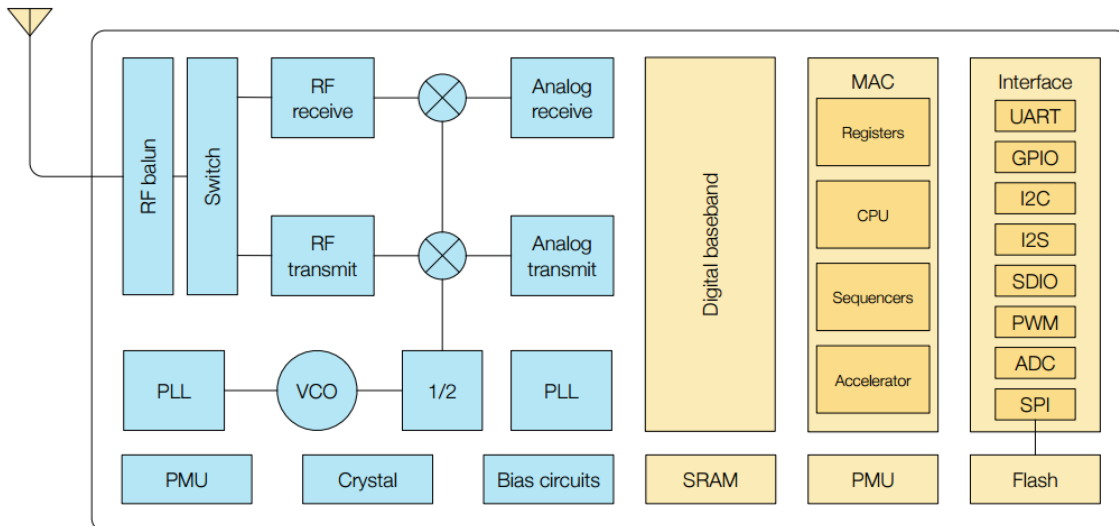 RF balun
Switch
RF
receive
Analog
receive
RF
transmit
Analog
transmit
PLL
VCO
1/2
PLL
PMU
Crystal
Bias circuits
Digital baseband
SRAM
MAC
Registers
CPU
Sequencers
Accelerator
PMU
Interface
UART
GPIO
I2C
I2S
SDIO
PWM
ADC
SPI
Flash